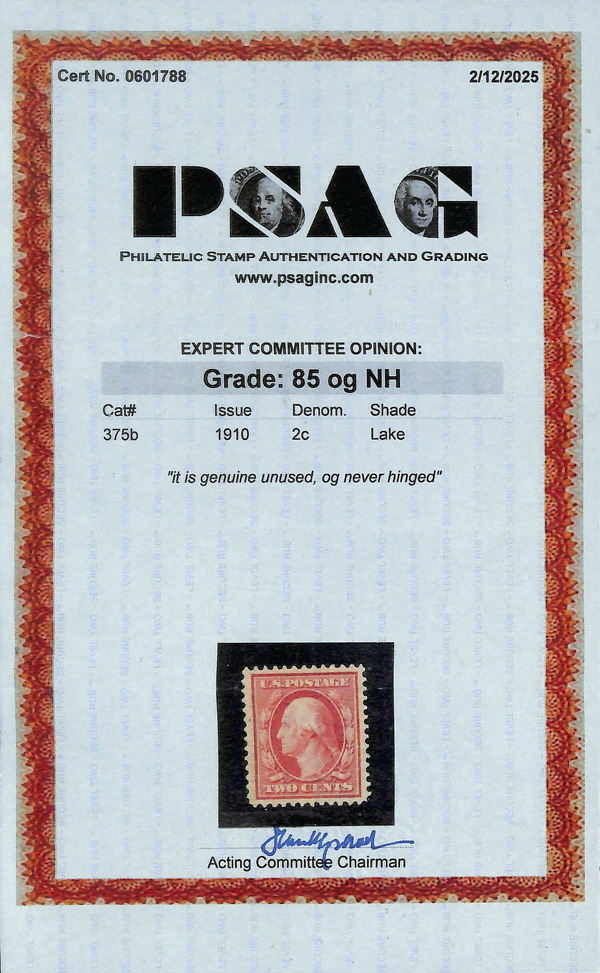 Cert No. 0601788 2/12/2025
PSAG
PHILATELIC STAMP AUTHENTICATION AND GRADING
www.psaginc.com
EXPERT COMMITTEE OPINION:
Grade: 85 og NH
Cat# Issue Denom. Shade
375b 1910 2c Lake
"it is genuine unused, og never hinged"
U.S. POSTAGE
TWO CENTS
Acting Committee Chairman